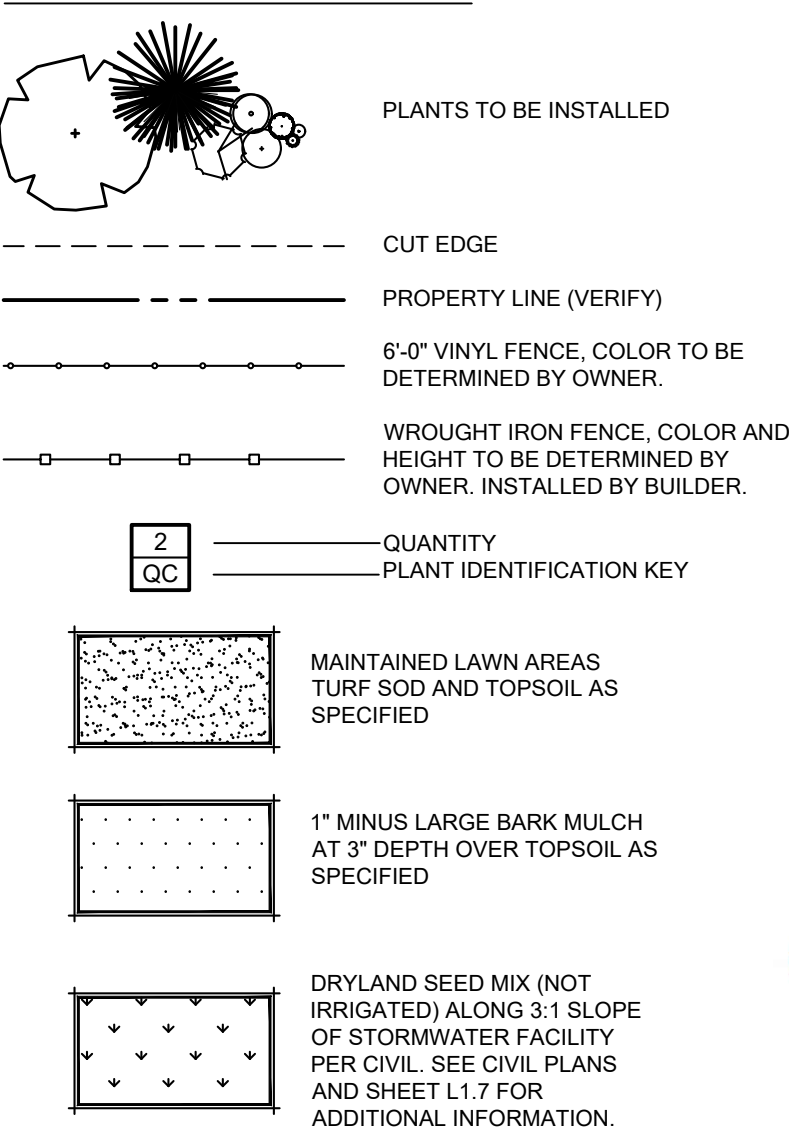 PLANTS TO BE INSTALLED
CUT EDGE
PROPERTY LINE (VERIFY)
6'-0" VINYL FENCE, COLOR TO BE
DETERMINED BY OWNER.
WROUGHT IRON FENCE, COLOR AND
HEIGHT TO BE DETERMINED BY
OWNER. INSTALLED BY BUILDER.
2
QUANTITY
QC
PLANT IDENTIFICATION KEY
MAINTAINED LAWN AREAS
TURF SOD AND TOPSOIL AS
SPECIFIED
1" MINUS LARGE BARK MULCH
AT 3" DEPTH OVER TOPSOIL AS
SPECIFIED
DRYLAND SEED MIX (NOT
IRRIGATED) ALONG 3:1 SLOPE
OF STORMWATER FACILITY
PER CIVIL. SEE CIVIL PLANS
AND SHEET L1.7 FOR
ADDITIONAL INFORMATION.